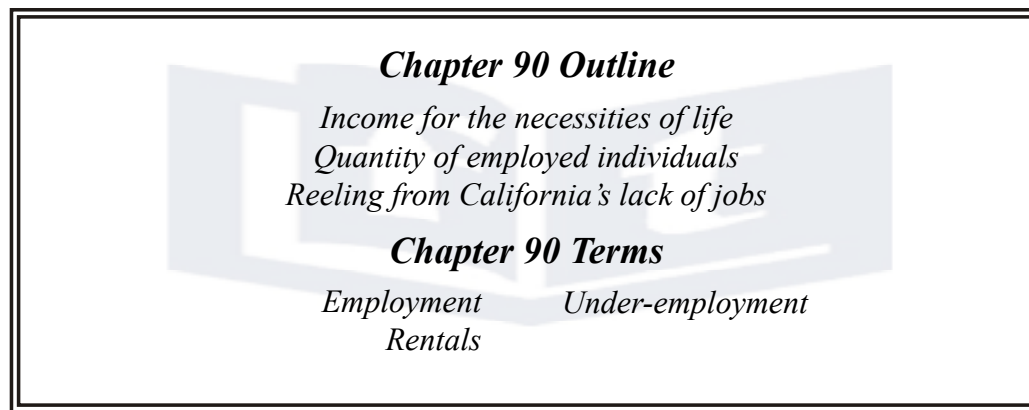 Chapter 90 Outline
Income for the necessities of life
Quantity of employed individuals
Reeling from California’s lack of jobs
Chapter 90 Terms
Employment Under-employment
Rentals